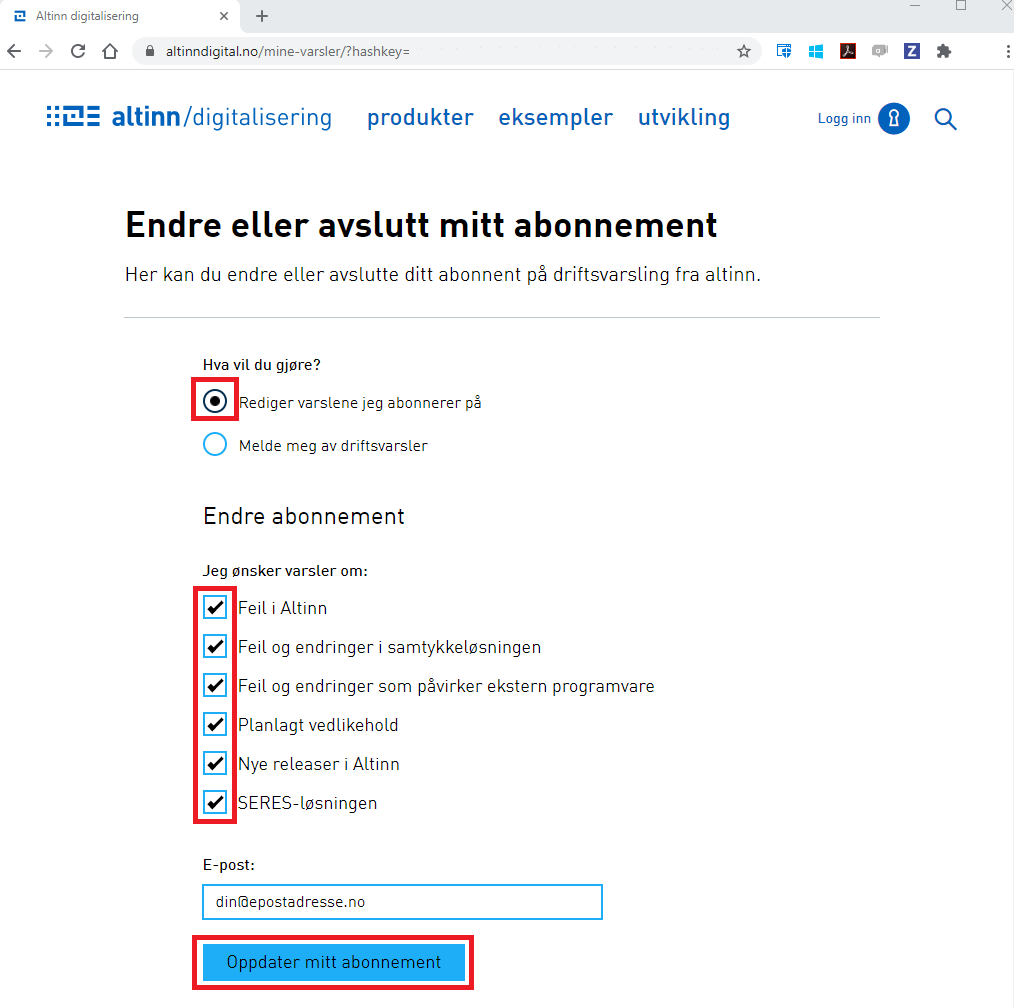 Altinn digitalisering
altinndigital.no/mine-varsler/?hashkey=
altinn/digitalisering produkter eksempler utvikling Logg inn
Endre eller avslutt mitt abonnement
Her kan du endre eller avslutte ditt abonnent på driftsvarsling fra altinn.
Hva vil du gjøre?
Rediger varslene jeg abonnerer på
Melde meg av driftsvarsler
Endre abonnement
Jeg ønsker varsler om:
Feil i Altinn
Feil og endringer i samtykkeløsningen
Feil og endringer som påvirker ekstern programvare
Planlagt vedlikehold
Nye releaser i Altinn
SERES-løsningen
E-post:
din@epostadresse.no
Oppdater mitt abonnement